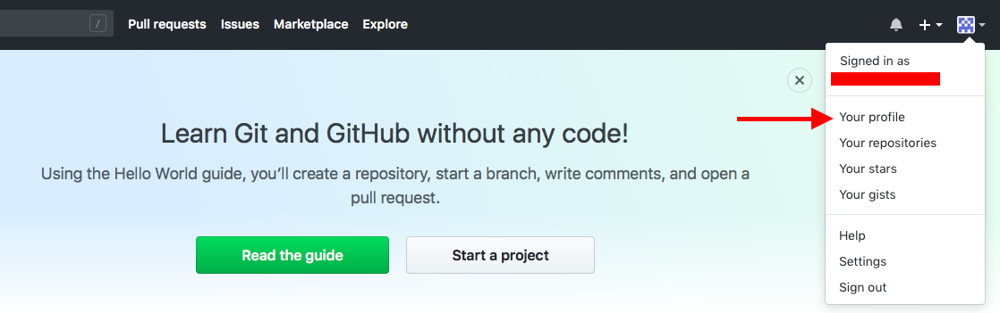 /
Pull requests Issues Marketplace Explore
Signed in as
Learn Git and GitHub without any code!
Using the Hello World guide, you’ll create a repository, start a branch, write comments, and open a
pull request.
Read the guide Start a project
Your profile
Your repositories
Your stars
Your gists
Help
Settings
Sign out